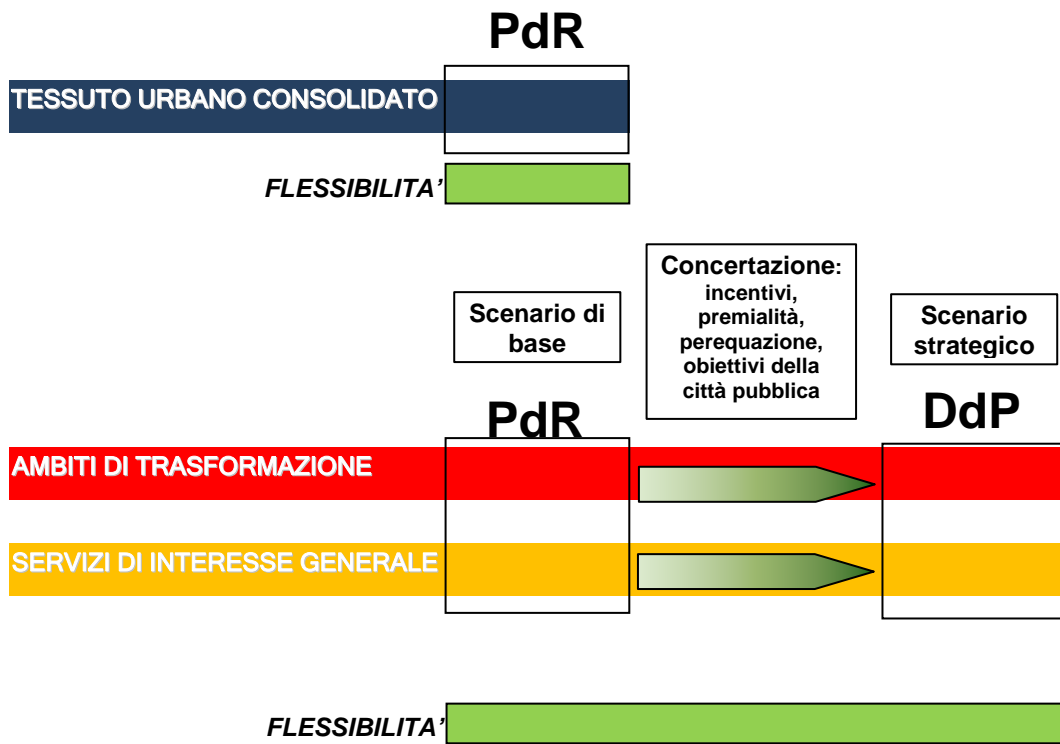 PdR
TESSUTO URBANO CONSOLIDATO
FLESSIBILITA’
Concertazione:
incentivi,
premialità,
perequazione,
obiettivi della
città pubblica
Scenario di
base
Scenario
strategico
PdR
DdP
AMBITI DI TRASFORMAZIONE
SERVIZI DI INTERESSE GENERALE
FLESSIBILITA’